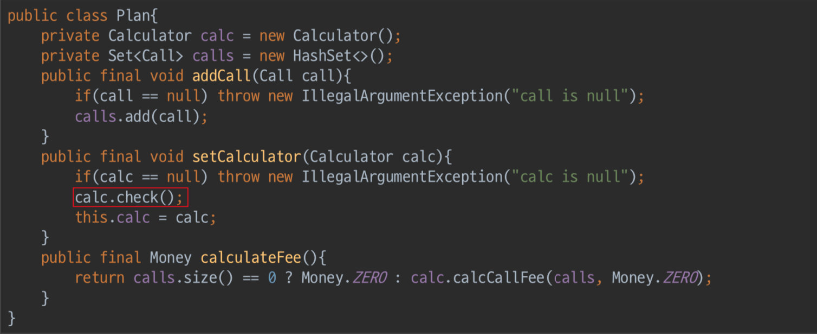 public class Plan{
    private Calculator calc = new Calculator();
    private Set<Call> calls = new HashSet<>();
    public final void addCall(Call call){
        if(call == null) throw new IllegalArgumentException("call is null");
        calls.add(call);
    }
    public final void setCalculator(Calculator calc){
        if(calc == null) throw new IllegalArgumentException("calc is null");
        calc.check();
        this.calc = calc;
    }
    public final Money calculateFee(){
        return calls.size() == 0 ? Money.ZERO : calc.calcCallFee(calls, Money.ZERO);
    }
}